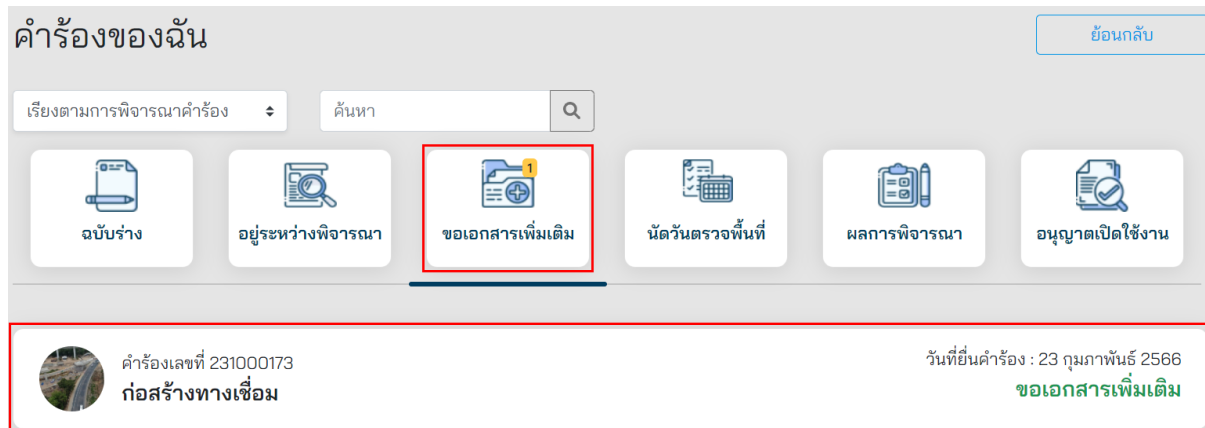 คำร้องของฉัน
ย้อนกลับ
เรียงตามการพิจารณาคำร้อง
ค้นหา
1
ฉบับร่าง
อยู่ระหว่างพิจารณา
ขอเอกสารเพิ่มเติม
นัดวันตรวจพื้นที่
ผลการพิจารณา
อนุญาตเปิดใช้งาน
คำร้องเลขที่ 231000173
วันที่ยื่นคำร้อง : 23 กุมภาพันธ์ 2566
ก่อสร้างทางเชื่อม
ขอเอกสารเพิ่มเติม